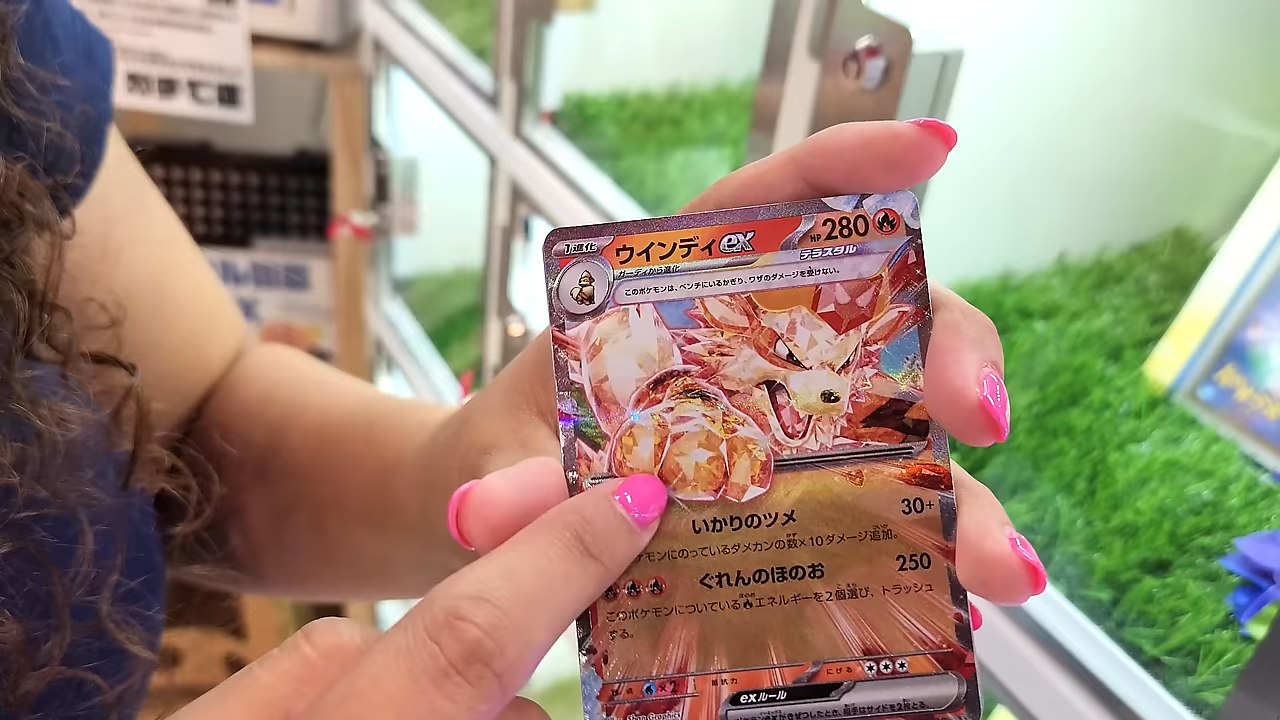 1進化
ウインディex
HP 280
テラスタル
ガーディから進化
このポケモンは、ベンチにいるかぎり、ワザのダメージを受けない。
いかりのツメ 30+
モンにのっているダメカンの数×10ダメージ追加。
ぐれんのほのお 250
このポケモンについている エネルギーを2個選び、トラッシュ
する。
×2 抵抗力 にげる
exルール